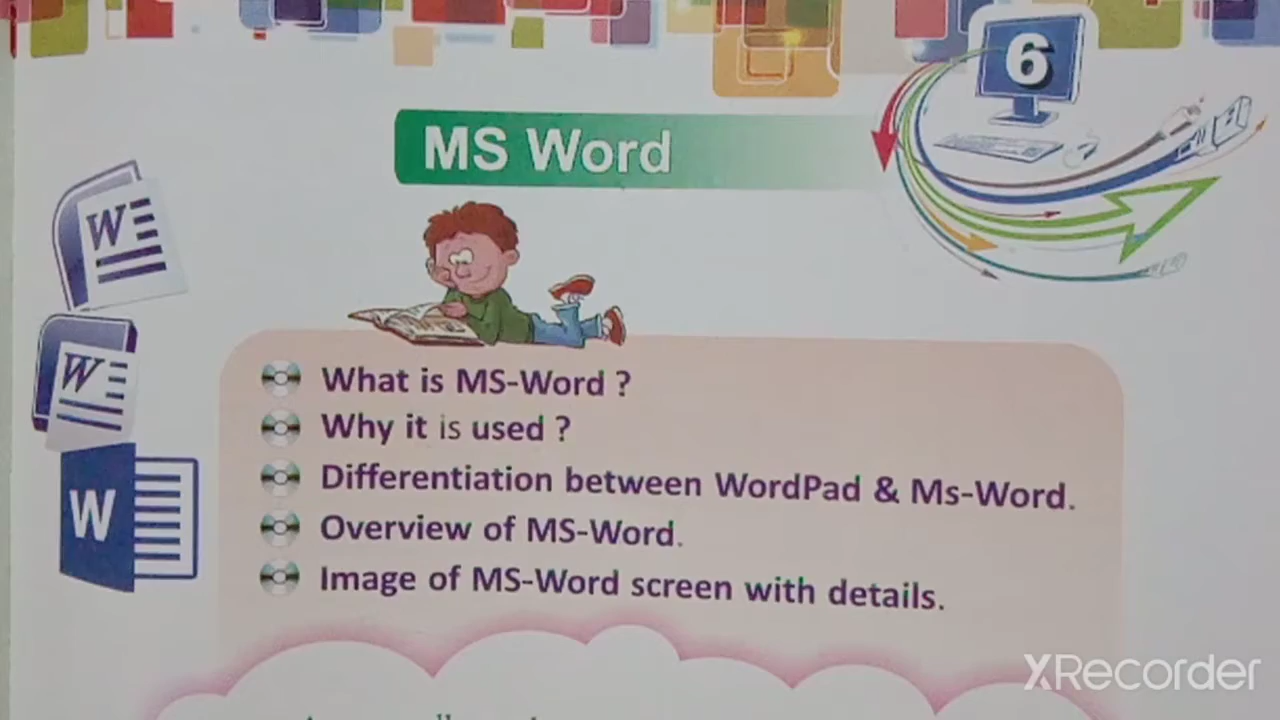 6
MS Word
W
W
W
What is MS-Word ?
Why it is used ?
Differentiation between WordPad & Ms-Word.
Overview of MS-Word.
Image of MS-Word screen with details.
XRecorder